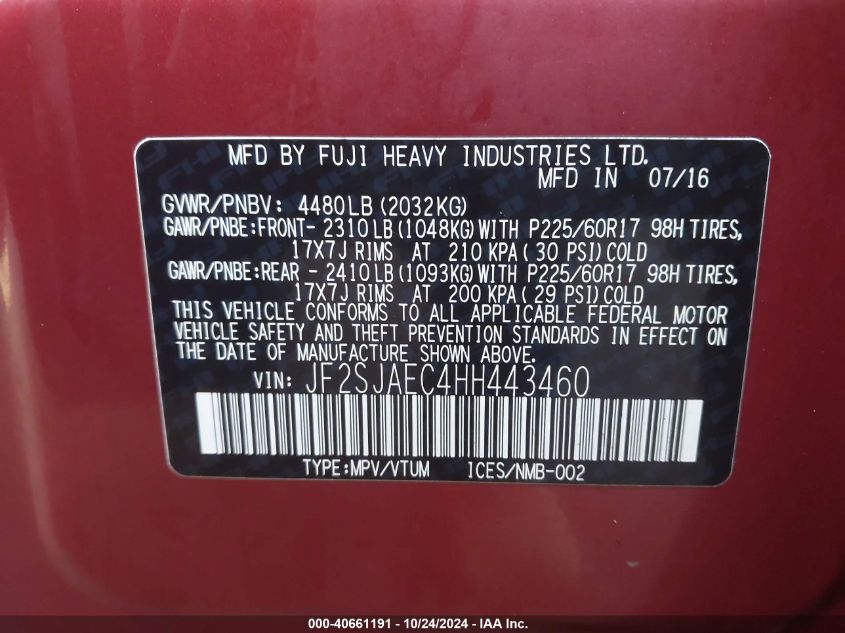 MFD BY FUJI HEAVY INDUSTRIES LTD.
MFD IN 07/16
GVWR/PNBV: 4480LB (2032KG)
GAWR/PNBE:FRONT- 2310LB (1048KG) WITH P225/60R17 98H TIRES,
17X7J RIMS AT 210 KPA (30 PSI) COLD
GAWR/PNBE:REAR - 2410LB (1093KG) WITH P225/60R17 98H TIRES,
17X7J RIMS AT 200 KPA (29 PSI) COLD
THIS VEHICLE CONFORMS TO ALL APPLICABLE FEDERAL MOTOR
VEHICLE SAFETY AND THEFT PREVENTION STANDARDS IN EFFECT ON
THE DATE OF MANUFACTURE SHOWN ABOVE.
VIN: JF2SJAEC4HH443460
TYPE:MPV/VTUM ICES/NMB-002
000-40661191 - 10/24/2024 - IAA Inc.